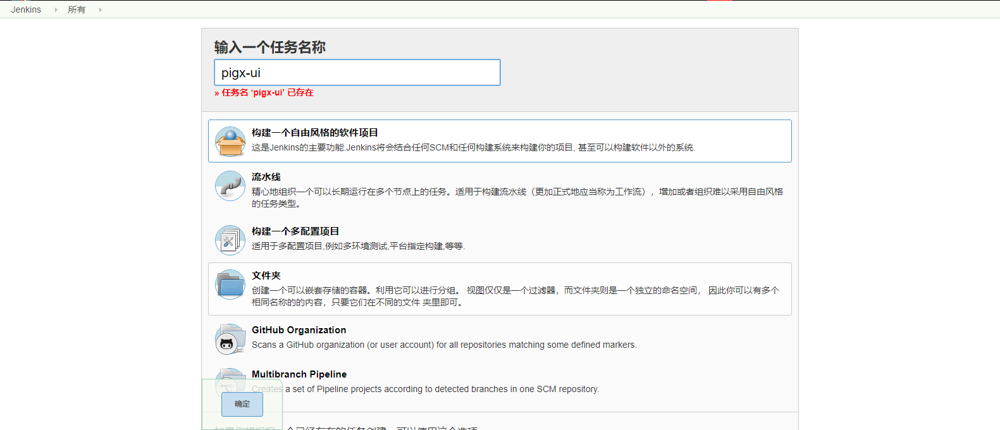 Jenkins 所有
输入一个任务名称
pigx-ui
» 任务名 ‘pigx-ui’ 已存在
构建一个自由风格的软件项目
这是Jenkins的主要功能.Jenkins将会结合任何SCM和任何构建系统来构建你的项目, 甚至可以构建软件以外的系统.
流水线
精心地组织一个可以长期运行在多个节点上的任务。适用于构建流水线（更加正式地应当称为工作流），增加或者组织难以采用自由风格
的任务类型。
构建一个多配置项目
适用于多配置项目,例如多环境测试,平台指定构建,等等.
文件夹
创建一个可以嵌套存储的容器。利用它可以进行分组。 视图仅仅是一个过滤器，而文件夹则是一个独立的命名空间， 因此你可以有多个
相同名称的的内容，只要它们在不同的文件 夹里即可。
GitHub Organization
Scans a GitHub organization (or user account) for all repositories matching some defined markers.
Multibranch Pipeline
Creates a set of Pipeline projects according to detected branches in one SCM repository.
确定
个已经存在的任务创建，可以使用这个选项